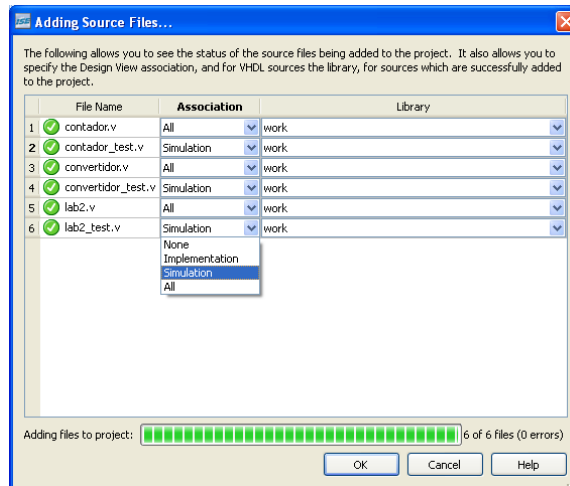 ISE Adding Source Files...
The following allows you to see the status of the source files being added to the project. It also allows you to
specify the Design View association, and for VHDL sources the library, for sources which are successfully added
to the project.
File Name Association Library
1 contador.v All work
2 contador_test.v Simulation work
3 convertidor.v All work
4 convertidor_test.v Simulation work
5 lab2.v All work
6 lab2_test.v Simulation work
None
Implementation
Simulation
All
Adding files to project: 6 of 6 files (0 errors)
OK Cancel Help